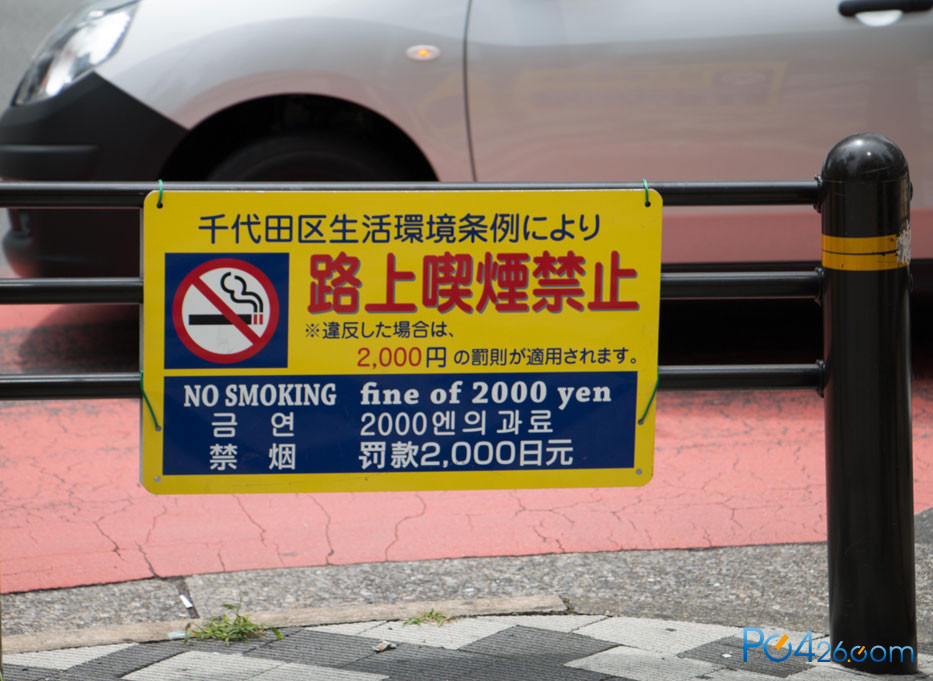 千代田区生活環境条例により
路上喫煙禁止
※違反した場合は、
2,000円の罰則が適用されます。
NO SMOKING fine of 2000 yen
금 연 2000엔의 과료
禁 烟 罚款2,000日元
PC426.com